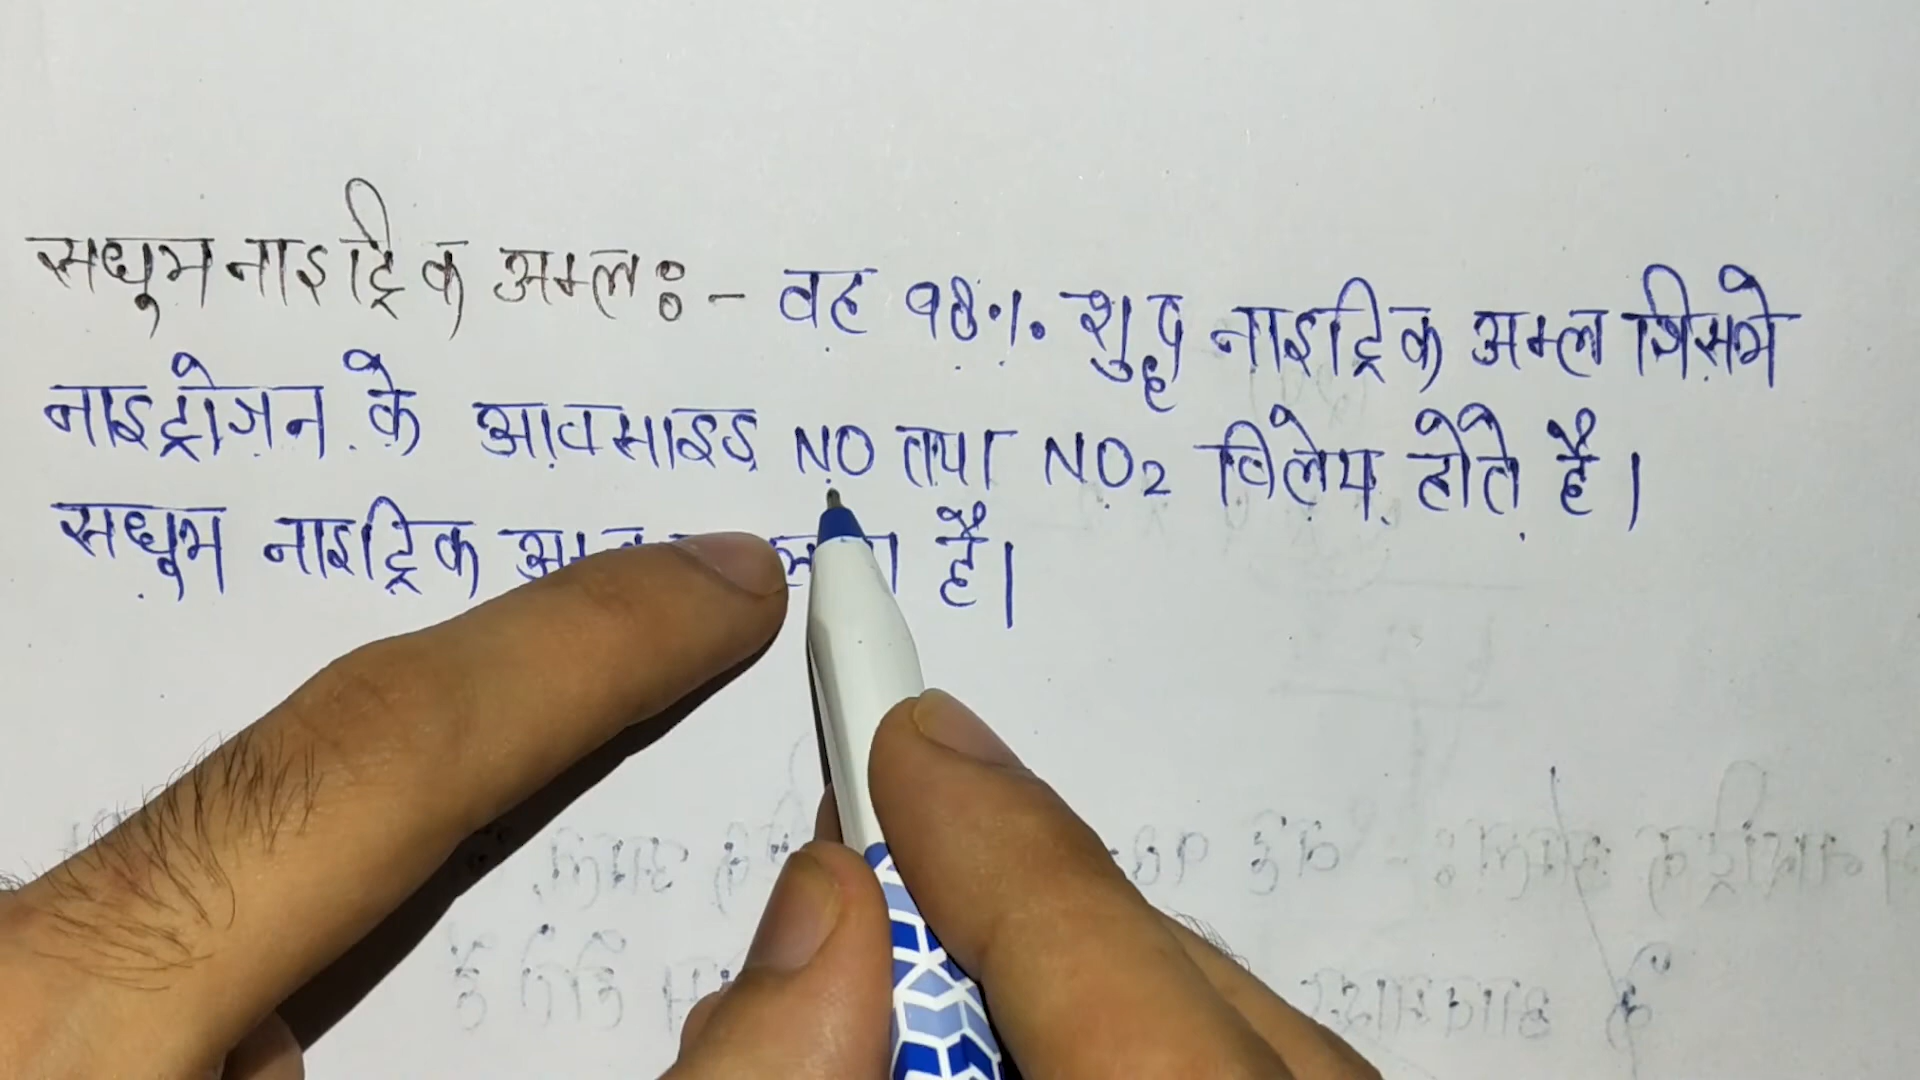 सधूम नाइट्रिक अम्ल :- वह 98% शुद्ध नाइट्रिक अम्ल जिसमे
नाइट्रोजन के आक्साइड NO तथा NO2 विलेय होते है।
सधूम नाइट्रिक है।